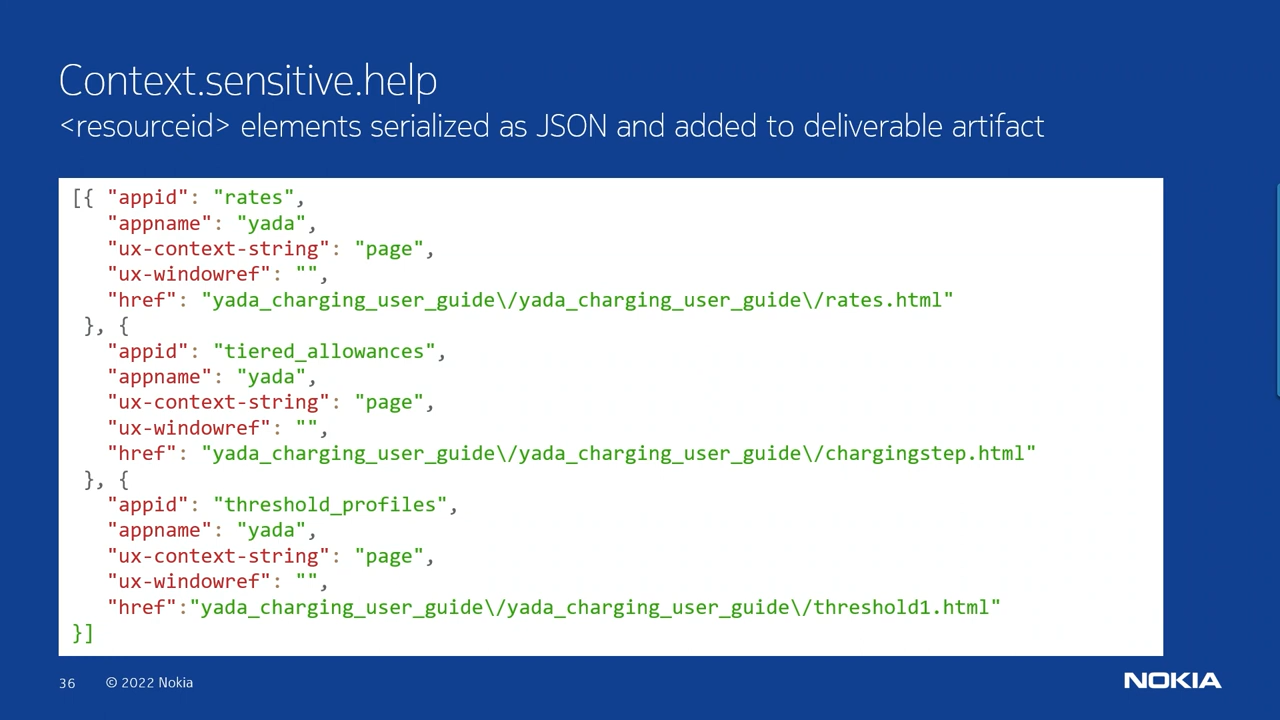 Context.sensitive.help
<resourceid> elements serialized as JSON and added to deliverable artifact
[{ "appid": "rates",
"appname": "yada",
"ux-context-string": "page",
"ux-windowref": "",
"href": "yada_charging_user_guide\/yada_charging_user_guide\/rates.html"
}, {
"appid": "tiered_allowances",
"appname": "yada",
"ux-context-string": "page",
"ux-windowref": "",
"href": "yada_charging_user_guide\/yada_charging_user_guide\/chargingstep.html"
}, {
"appid": "threshold_profiles",
"appname": "yada",
"ux-context-string": "page",
"ux-windowref": "",
"href":"yada_charging_user_guide\/yada_charging_user_guide\/threshold1.html"
}]
36 © 2022 Nokia
NOKIA